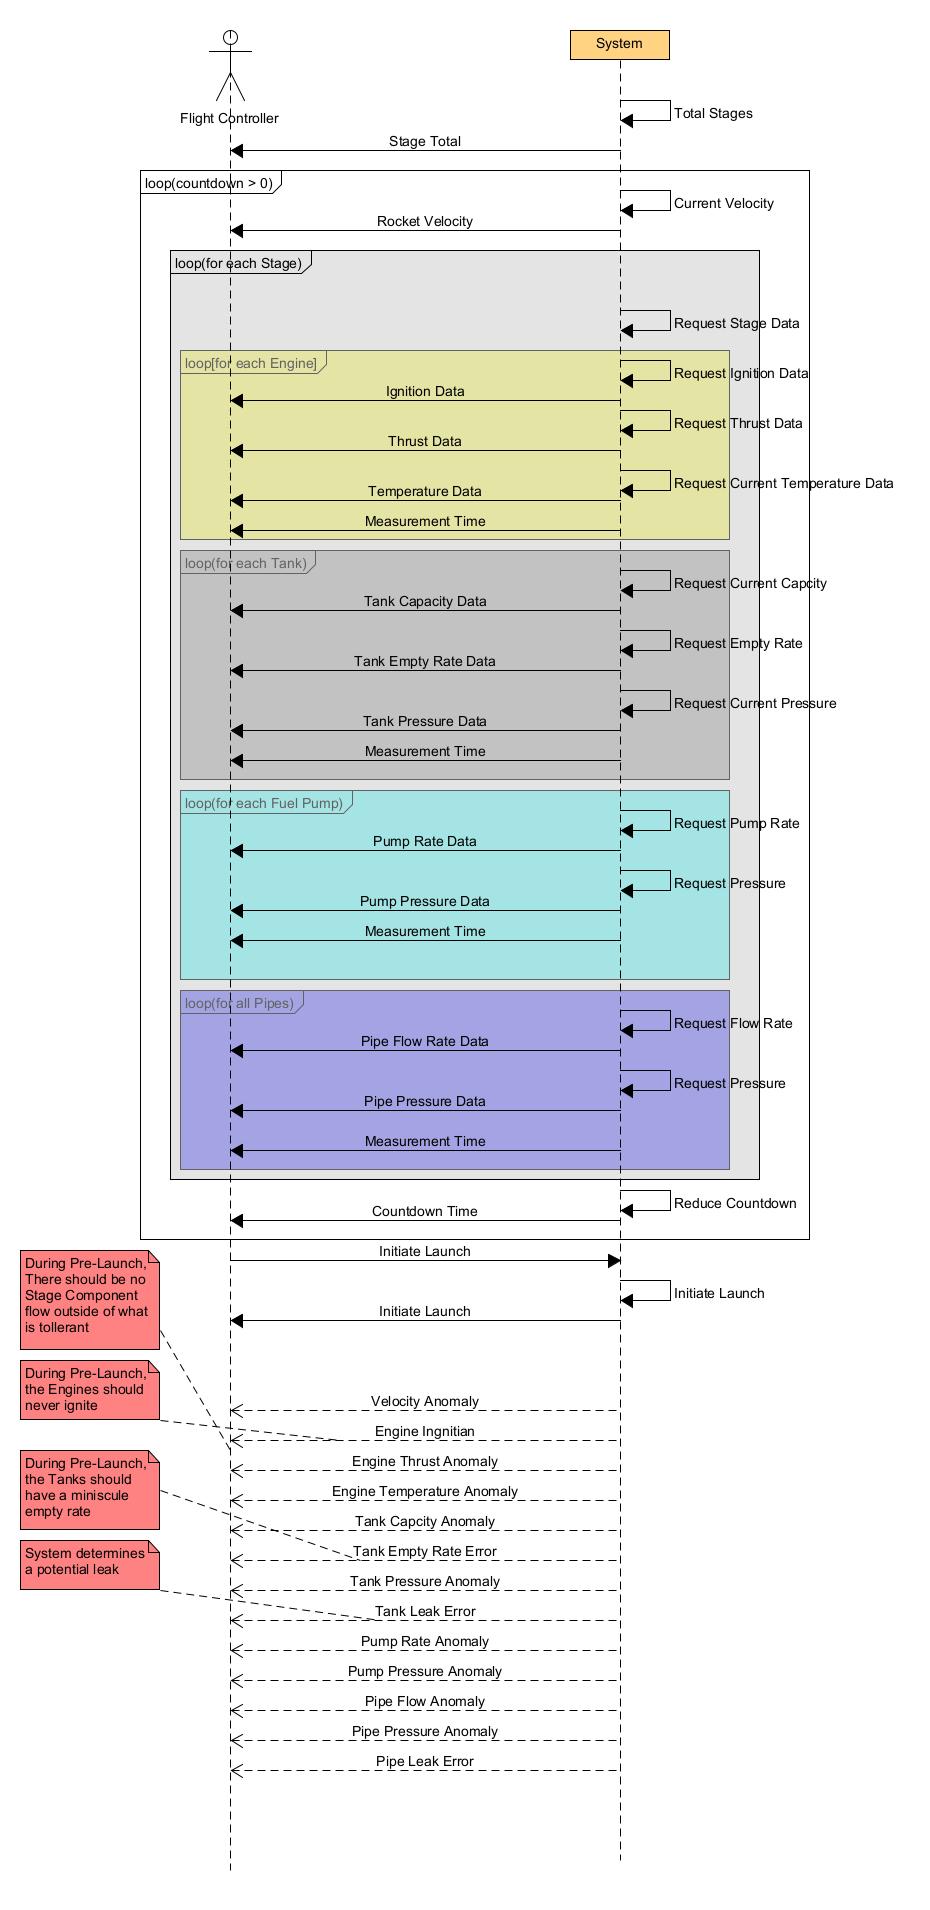 System
Flight Controller
Total Stages
Stage Total
loop(countdown > 0)
Current Velocity
Rocket Velocity
loop(for each Stage)
Request Stage Data
loop[for each Engine]
Request Ignition Data
Ignition Data
Request Thrust Data
Thrust Data
Request Current Temperature Data
Temperature Data
Measurement Time
loop(for each Tank)
Request Current Capcity
Tank Capacity Data
Request Empty Rate
Tank Empty Rate Data
Request Current Pressure
Tank Pressure Data
Measurement Time
loop(for each Fuel Pump)
Request Pump Rate
Pump Rate Data
Request Pressure
Pump Pressure Data
Measurement Time
loop(for all Pipes)
Request Flow Rate
Pipe Flow Rate Data
Request Pressure
Pipe Pressure Data
Measurement Time
Reduce Countdown
Countdown Time
Initiate Launch
Initiate Launch
Initiate Launch
During Pre-Launch,
There should be no
Stage Component
flow outside of what
is tollerant
During Pre-Launch,
the Engines should
never ignite
During Pre-Launch,
the Tanks should
have a miniscule
empty rate
System determines
a potential leak
Velocity Anomaly
Engine Ingnitian
Engine Thrust Anomaly
Engine Temperature Anomaly
Tank Capcity Anomaly
Tank Empty Rate Error
Tank Pressure Anomaly
Tank Leak Error
Pump Rate Anomaly
Pump Pressure Anomaly
Pipe Flow Anomaly
Pipe Pressure Anomaly
Pipe Leak Error